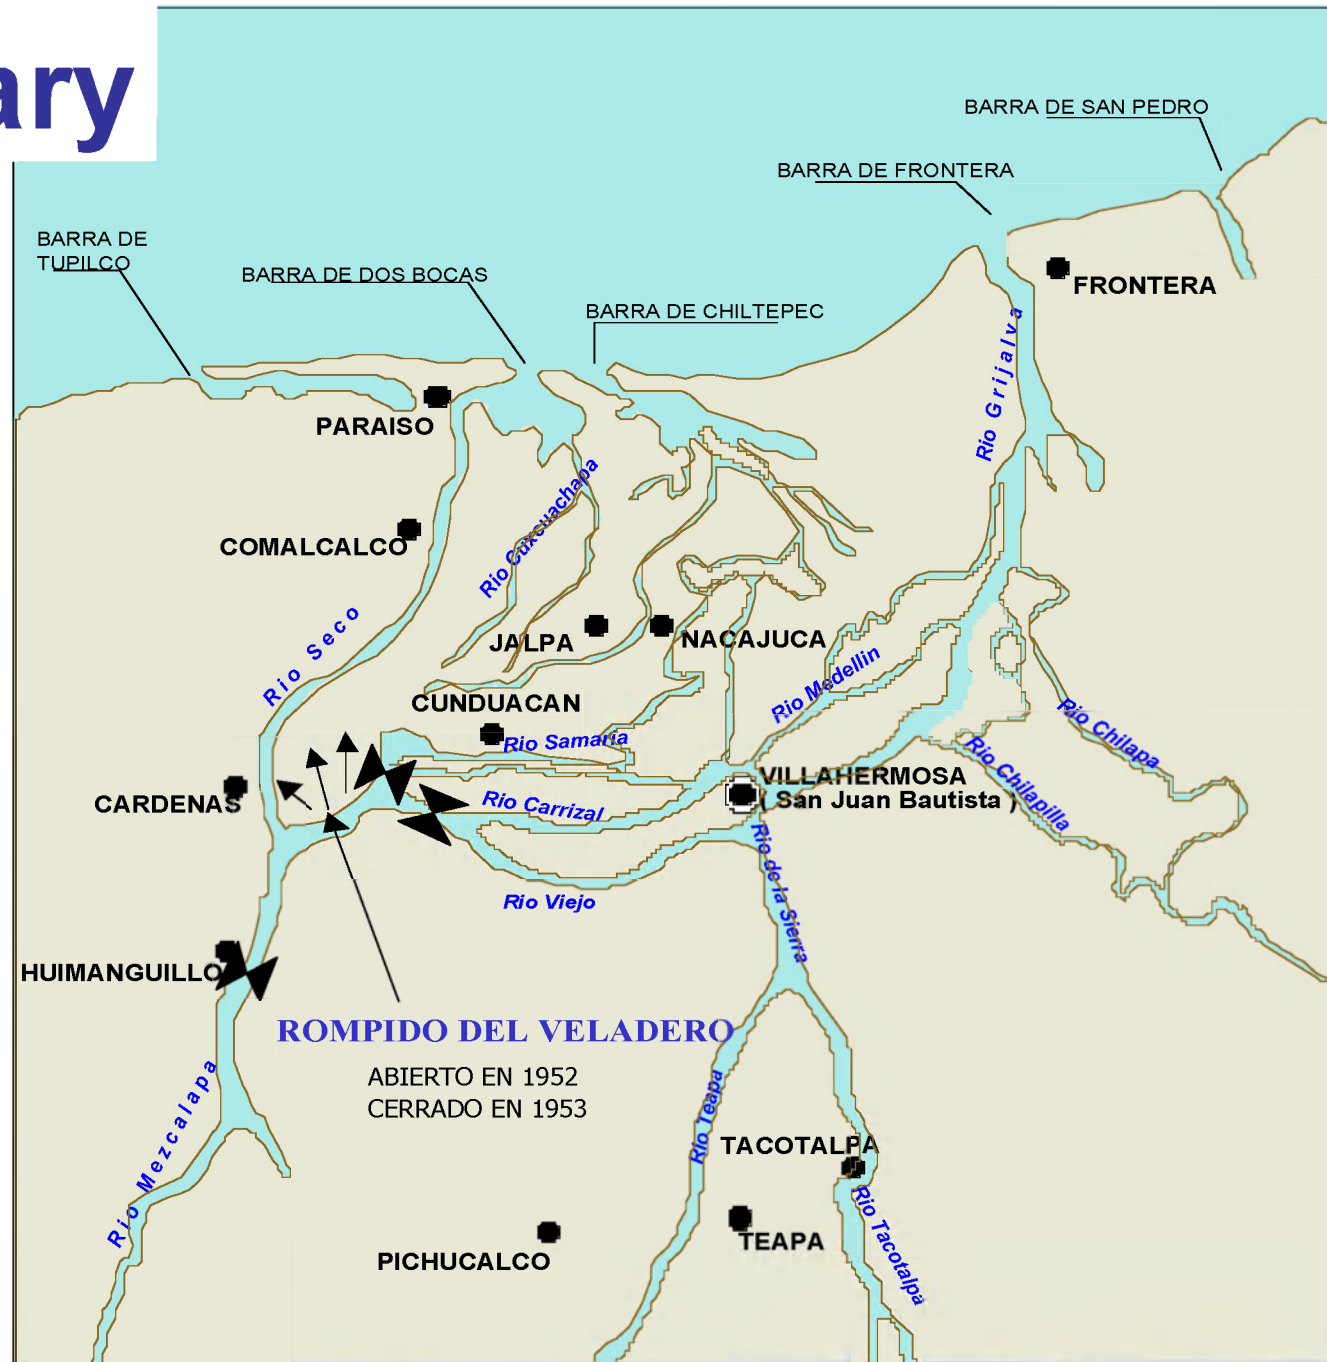 ary
BARRA DE SAN PEDRO
BARRA DE FRONTERA
BARRA DE
TUPILCO
BARRA DE DOS BOCAS
BARRA DE CHILTEPEC
FRONTERA
Rio Grijalva
PARAISO
Rio Cuxcuachapa
COMALCALCO
Rio Seco
JALPA
NACAJUCA
Rio Medellin
CUNDUACAN
Rio Samaria
Rio Chilapa
Rio Chilapilla
CARDENAS
Rio Carrizal
VILLAHERMOSA
( San Juan Bautista )
Rio de la Sierra
Rio Viejo
HUIMANGUILLO
ROMPIDO DEL VELADERO
ABIERTO EN 1952
CERRADO EN 1953
Rio Mezcalapa
Rio Teapa
TACOTALPA
Rio Tacotalpa
TEAPA
PICHUCALCO